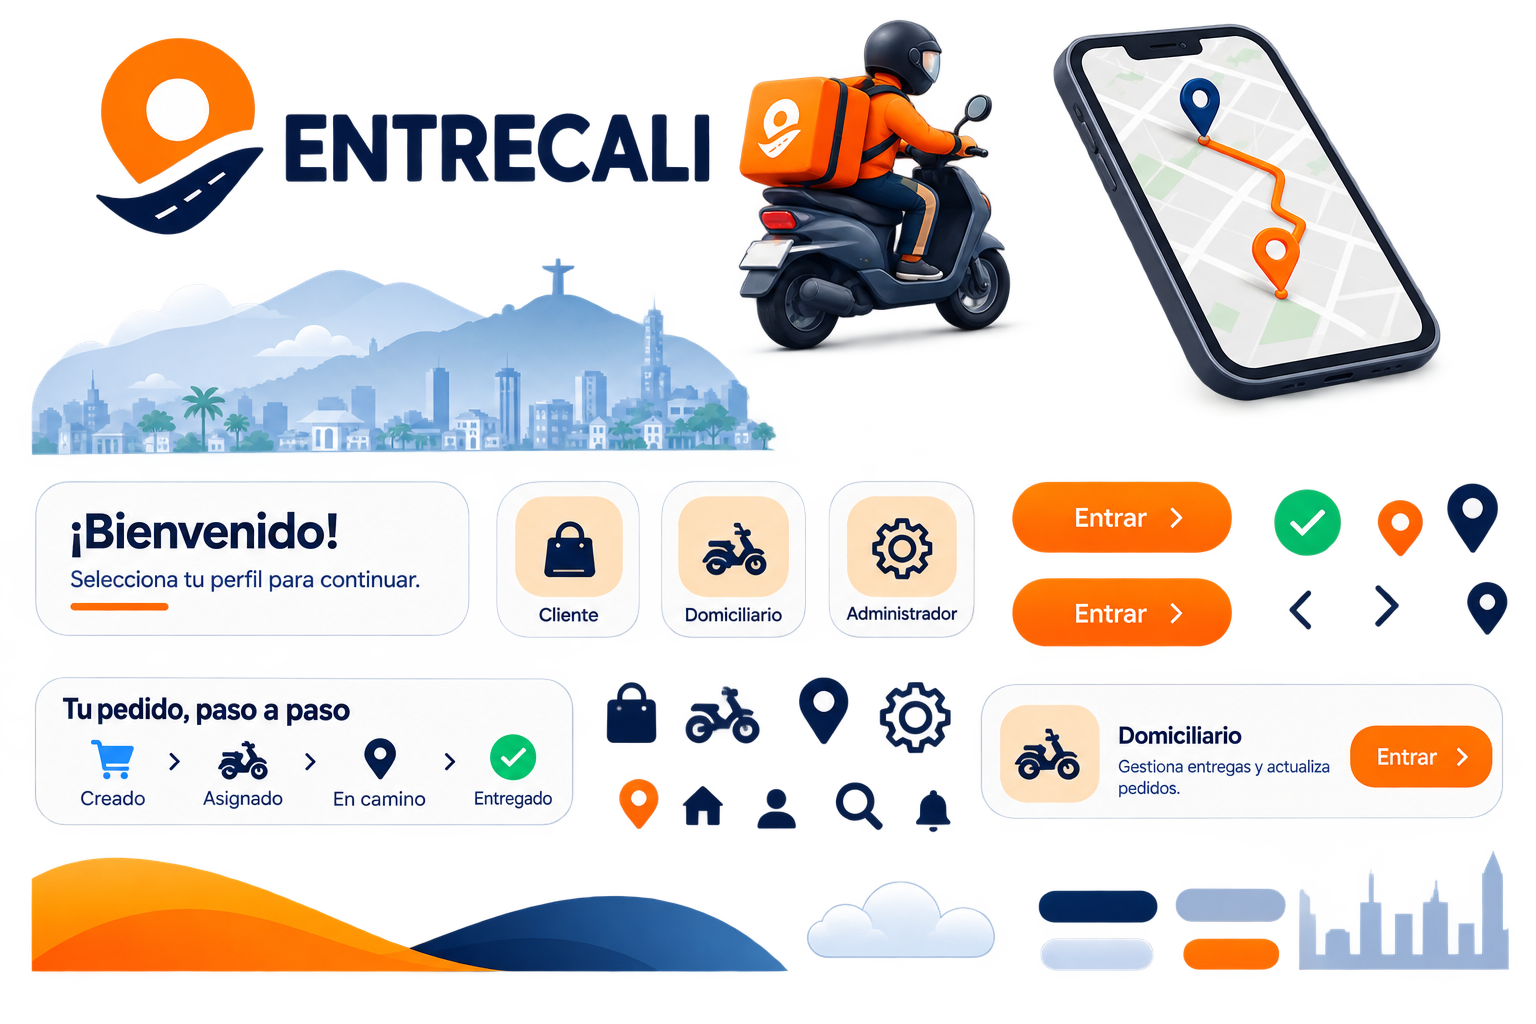 ENTRECALI
¡Bienvenido!
Selecciona tu perfil para continuar.
Cliente
Domiciliario
Administrador
Entrar
Entrar
Tu pedido, paso a paso
Creado
Asignado
En camino
Entregado
Domiciliario
Gestiona entregas y actualiza
pedidos.
Entrar